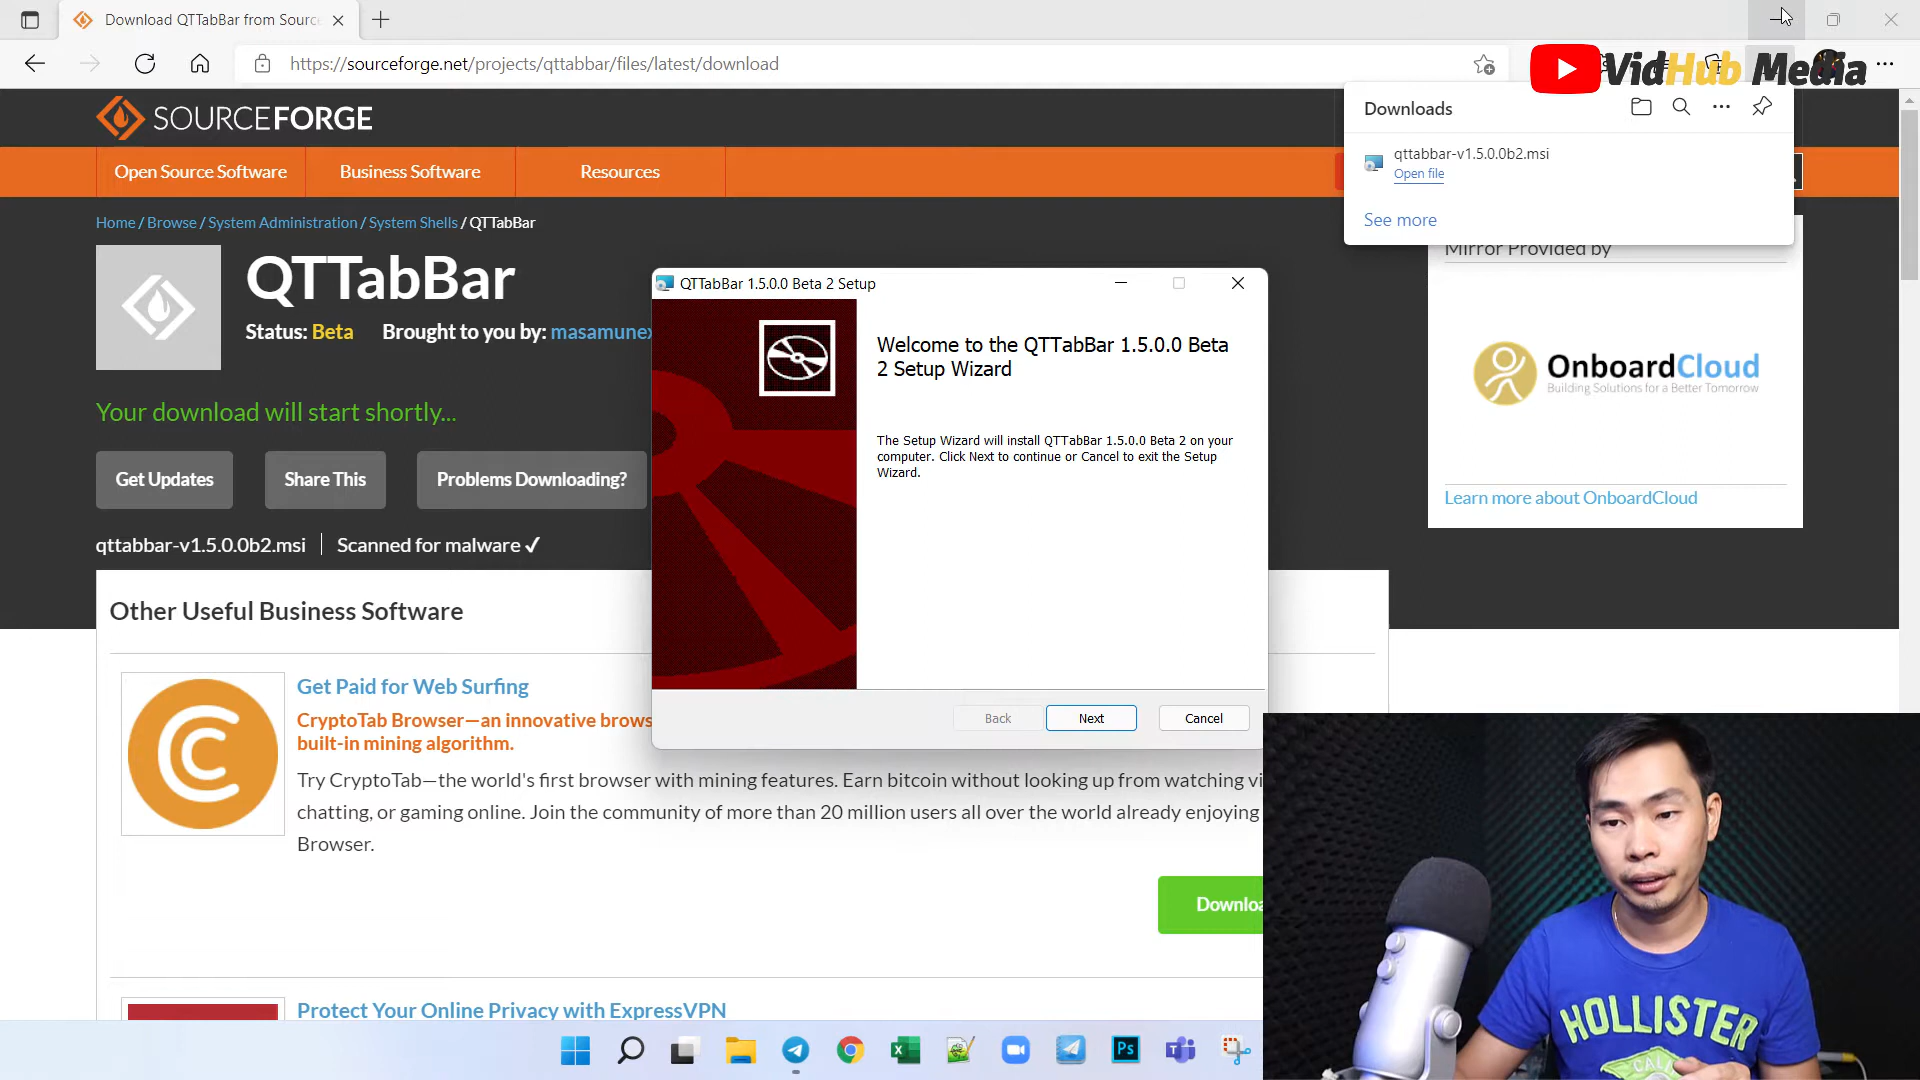 Download QTTabBar from Sourc
https://sourceforge.net/projects/qttabbar/files/latest/download
VidHub Media
SOURCEFORGE
Downloads
qttabbar-v1.5.0.0b2.msi
Open file
See more
Open Source Software
Business Software
Resources
Home / Browse / System Administration / System Shells / QTTabBar
QTTabBar
Status: Beta
Brought to you by: masamunex
Mirror Provided by
OnboardCloud
Building Solutions for a Better Tomorrow
Learn more about OnboardCloud
Your download will start shortly...
Get Updates
Share This
Problems Downloading?
qttabbar-v1.5.0.0b2.msi
Scanned for malware ✓
QTTabBar 1.5.0.0 Beta 2 Setup
Welcome to the QTTabBar 1.5.0.0 Beta
2 Setup Wizard
The Setup Wizard will install QTTabBar 1.5.0.0 Beta 2 on your
computer. Click Next to continue or Cancel to exit the Setup
Wizard.
Back
Next
Cancel
Other Useful Business Software
Get Paid for Web Surfing
CryptoTab Browser—an innovative brows
built-in mining algorithm.
Try CryptoTab—the world's first browser with mining features. Earn bitcoin without looking up from watching vi
chatting, or gaming online. Join the community of more than 20 million users all over the world already enjoying
Browser.
Downloa
Protect Your Online Privacy with ExpressVPN
Ps
HOLLISTER